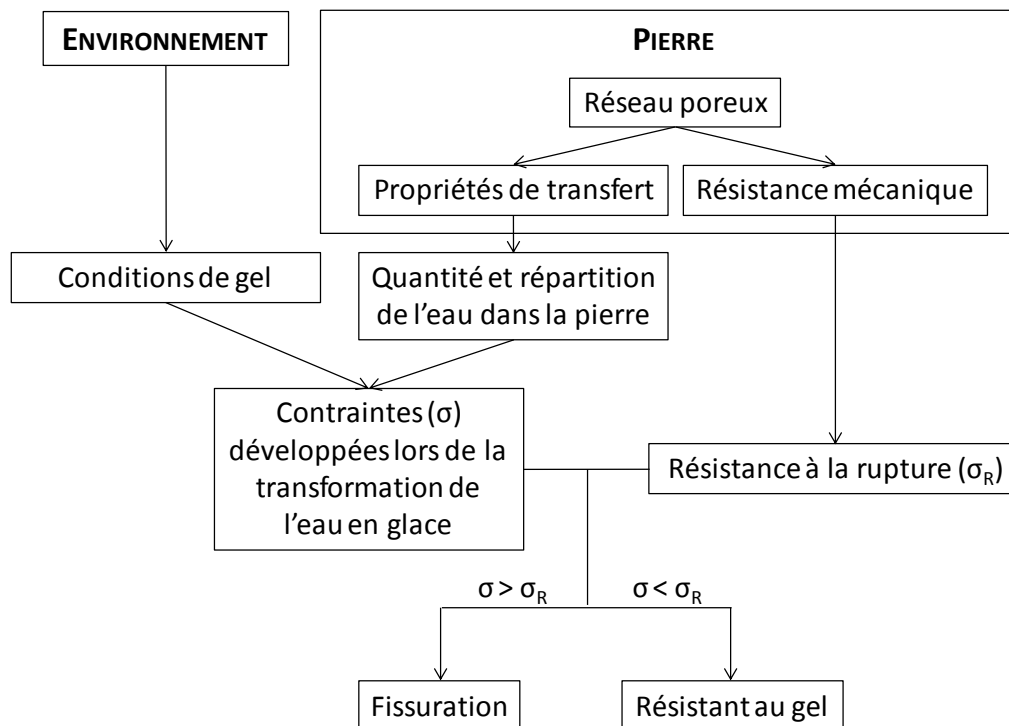 ENVIRONNEMENT
PIERRE
Réseau poreux
Propriétés de transfert
Résistance mécanique
Conditions de gel
Quantité et répartition
de l'eau dans la pierre
Contraintes (σ)
développées lors de la
transformation de
l'eau en glace
Résistance à la rupture (σR)
σ > σR
σ < σR
Fissuration
Résistant au gel